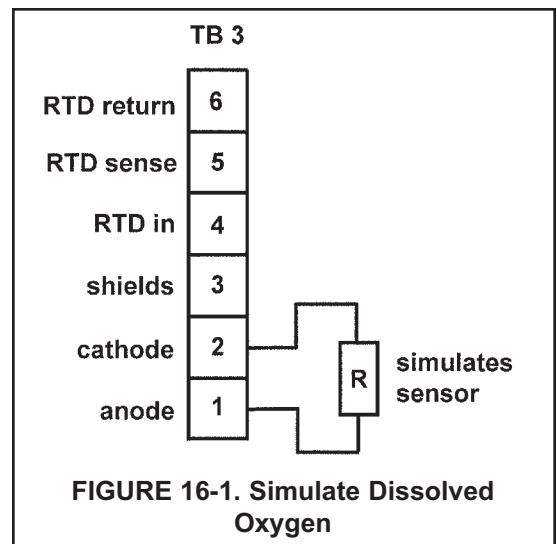 TB 3
RTD return 6
RTD sense 5
RTD in 4
shields 3
cathode 2
anode 1
R
simulates
sensor
FIGURE 16-1. Simulate Dissolved
Oxygen